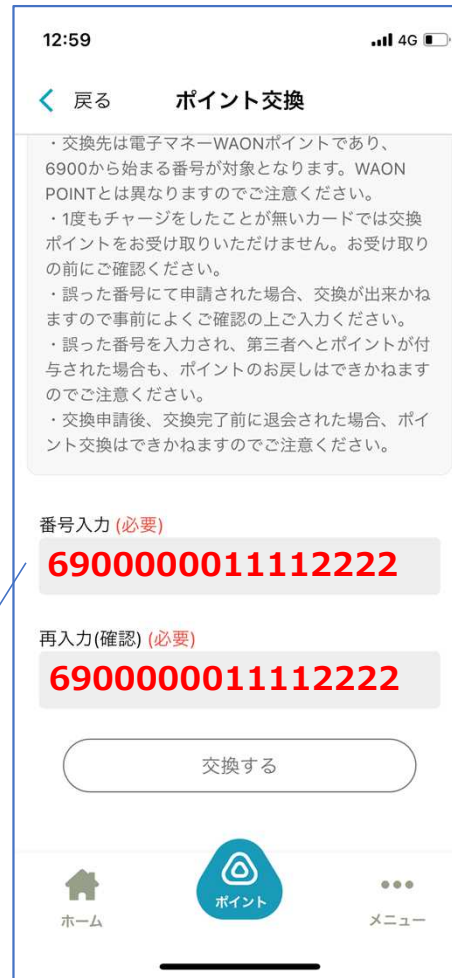 12:59
4G
戻る
ポイント交換
・交換先は電子マネーWAONポイントであり、
6900から始まる番号が対象となります。WAON
POINTとは異なりますのでご注意ください。
・1度もチャージをしたことが無いカードでは交換
ポイントをお受け取りいただけません。お受け取り
の前にご確認ください。
・誤った番号にて申請された場合、交換が出来かね
ますので事前によくご確認の上ご入力ください。
・誤った番号を入力され、第三者へとポイントが付
与された場合も、ポイントのお戻しはできかねます
のでご注意ください。
・交換申請後、交換完了前に退会された場合、ポイ
ント交換はできかねますのでご注意ください。
番号入力 (必要)
6900000011112222
再入力(確認) (必要)
6900000011112222
交換する
ホーム
ポイント
メニュー